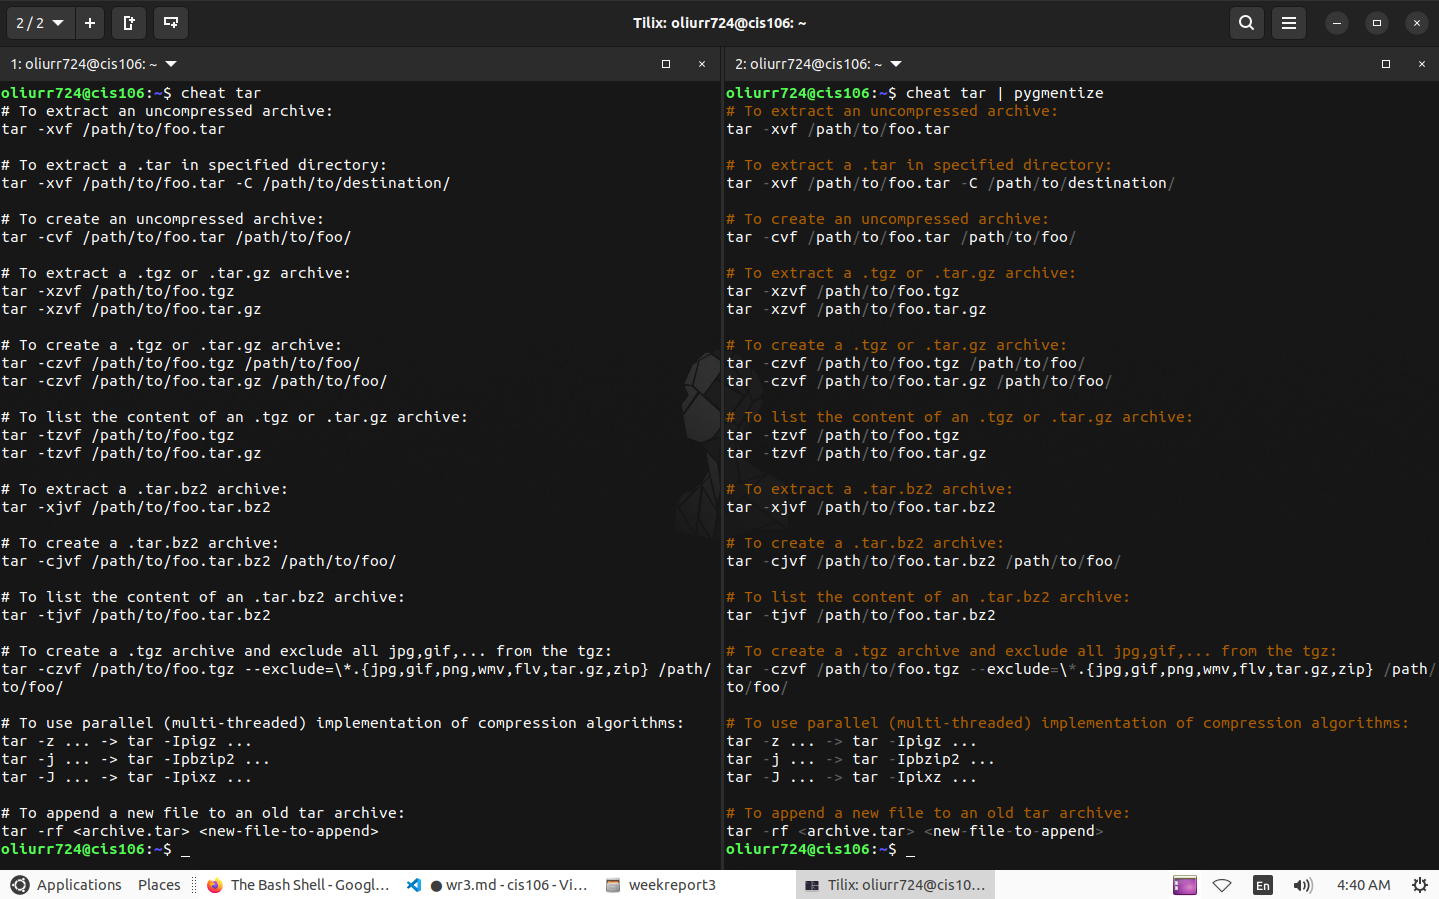 2 / 2
Tilix: oliurr724@cis106: ~
1: oliurr724@cis106: ~
oliurr724@cis106:~$ cheat tar
# To extract an uncompressed archive:
tar -xvf /path/to/foo.tar
# To extract a .tar in specified directory:
tar -xvf /path/to/foo.tar -C /path/to/destination/
# To create an uncompressed archive:
tar -cvf /path/to/foo.tar /path/to/foo/
# To extract a .tgz or .tar.gz archive:
tar -xzvf /path/to/foo.tgz
tar -xzvf /path/to/foo.tar.gz
# To create a .tgz or .tar.gz archive:
tar -czvf /path/to/foo.tgz /path/to/foo/
tar -czvf /path/to/foo.tar.gz /path/to/foo/
# To list the content of an .tgz or .tar.gz archive:
tar -tzvf /path/to/foo.tgz
tar -tzvf /path/to/foo.tar.gz
# To extract a .tar.bz2 archive:
tar -xjvf /path/to/foo.tar.bz2
# To create a .tar.bz2 archive:
tar -cjvf /path/to/foo.tar.bz2 /path/to/foo/
# To list the content of an .tar.bz2 archive:
tar -tjvf /path/to/foo.tar.bz2
# To create a .tgz archive and exclude all jpg,gif,... from the tgz:
tar -czvf /path/to/foo.tgz --exclude=\*.{jpg,gif,png,wmv,flv,tar.gz,zip} /path/
to/foo/
# To use parallel (multi-threaded) implementation of compression algorithms:
tar -z ... -> tar -Ipigz ...
tar -j ... -> tar -Ipbzip2 ...
tar -J ... -> tar -Ipixz ...
# To append a new file to an old tar archive:
tar -rf <archive.tar> <new-file-to-append>
oliurr724@cis106:~$ _
2: oliurr724@cis106: ~
oliurr724@cis106:~$ cheat tar | pygmentize
# To extract an uncompressed archive:
tar -xvf /path/to/foo.tar
# To extract a .tar in specified directory:
tar -xvf /path/to/foo.tar -C /path/to/destination/
# To create an uncompressed archive:
tar -cvf /path/to/foo.tar /path/to/foo/
# To extract a .tgz or .tar.gz archive:
tar -xzvf /path/to/foo.tgz
tar -xzvf /path/to/foo.tar.gz
# To create a .tgz or .tar.gz archive:
tar -czvf /path/to/foo.tgz /path/to/foo/
tar -czvf /path/to/foo.tar.gz /path/to/foo/
# To list the content of an .tgz or .tar.gz archive:
tar -tzvf /path/to/foo.tgz
tar -tzvf /path/to/foo.tar.gz
# To extract a .tar.bz2 archive:
tar -xjvf /path/to/foo.tar.bz2
# To create a .tar.bz2 archive:
tar -cjvf /path/to/foo.tar.bz2 /path/to/foo/
# To list the content of an .tar.bz2 archive:
tar -tjvf /path/to/foo.tar.bz2
# To create a .tgz archive and exclude all jpg,gif,... from the tgz:
tar -czvf /path/to/foo.tgz --exclude=\*.{jpg,gif,png,wmv,flv,tar.gz,zip} /path/
to/foo/
# To use parallel (multi-threaded) implementation of compression algorithms:
tar -z ... -> tar -Ipigz ...
tar -j ... -> tar -Ipbzip2 ...
tar -J ... -> tar -Ipixz ...
# To append a new file to an old tar archive:
tar -rf <archive.tar> <new-file-to-append>
oliurr724@cis106:~$ _
Applications Places The Bash Shell - Googl... ● wr3.md - cis106 - Vi... weekreport3 Tilix: oliurr724@cis10... En 4:40 AM